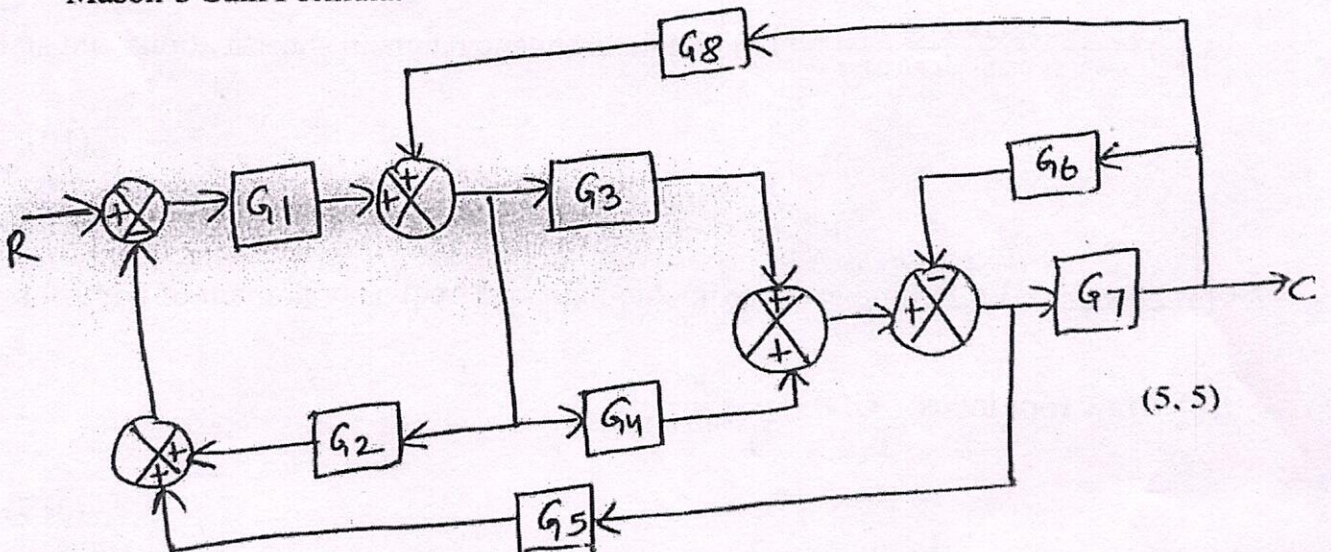 Mason's Gain Formula.
G8
G6
G1
G3
R
+
+
+
+
+
-
G7
C
+
(5, 5)
G2
G4
+
+
G5